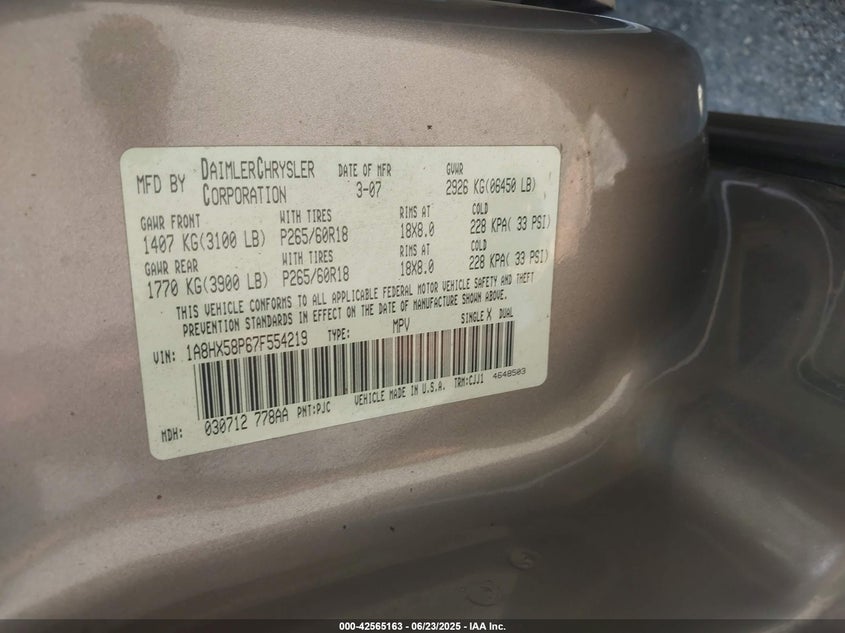 MFD BY DAIMLERCHRYSLER CORPORATION
DATE OF MFR 3-07
GVWR 2926 KG(06450 LB)
GAWR FRONT WITH TIRES RIMS AT COLD
1407 KG(3100 LB) P265/60R18 18X8.0 228 KPA( 33 PSI)
GAWR REAR WITH TIRES RIMS AT COLD
1770 KG(3900 LB) P265/60R18 18X8.0 228 KPA( 33 PSI)
THIS VEHICLE CONFORMS TO ALL APPLICABLE FEDERAL MOTOR VEHICLE SAFETY AND THEFT
PREVENTION STANDARDS IN EFFECT ON THE DATE OF MANUFACTURE SHOWN ABOVE.
VIN: 1A8HX58P67F554219 TYPE: MPV SINGLE X DUAL
MDH: 030712 778AA PNT:PJC VEHICLE MADE IN U.S.A. TRM:CJJ1 4648503
000-42565163 - 06/23/2025 - IAA Inc.